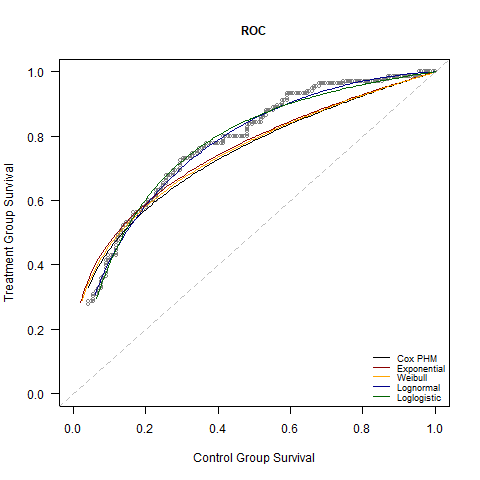 ROC
Treatment Group Survival
1.0
0.8
0.6
0.4
0.2
0.0
Cox PHM
Exponential
Weibull
Lognormal
Loglogistic
0.0 0.2 0.4 0.6 0.8 1.0
Control Group Survival